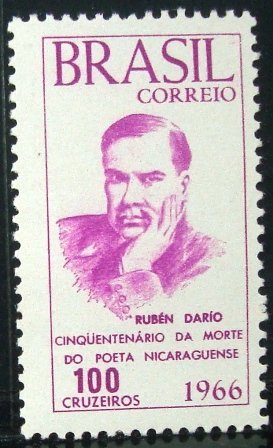 BRASIL
CORREIO
RUBÉN DARÍO
CINQÜENTENÁRIO DA MORTE
DO POETA NICARAGUENSE
100
CRUZEIROS
1966